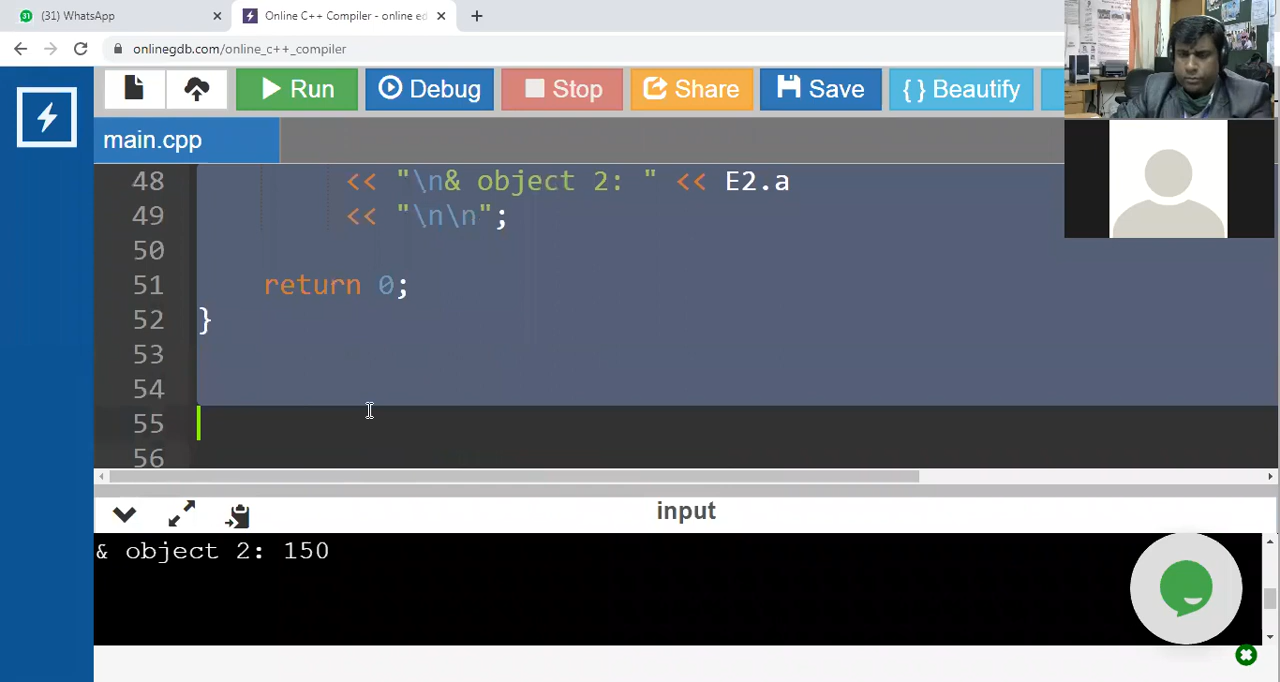 31 (31) WhatsApp
Online C++ Compiler - online ed
onlinegdb.com/online_c++_compiler
Run Debug Stop Share Save { } Beautify
main.cpp
48 << "\n& object 2: " << E2.a
49 << "\n\n";
50
51 return 0;
52 }
53
54
55
56
input
& object 2: 150